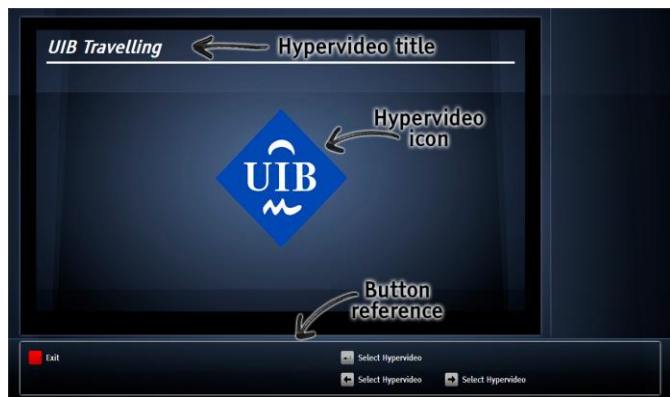 UIB Travelling
Hypervideo title
Hypervideo
icon
UIB
Button
reference
Exit
Select Hypervideo
Select Hypervideo
Select Hypervideo